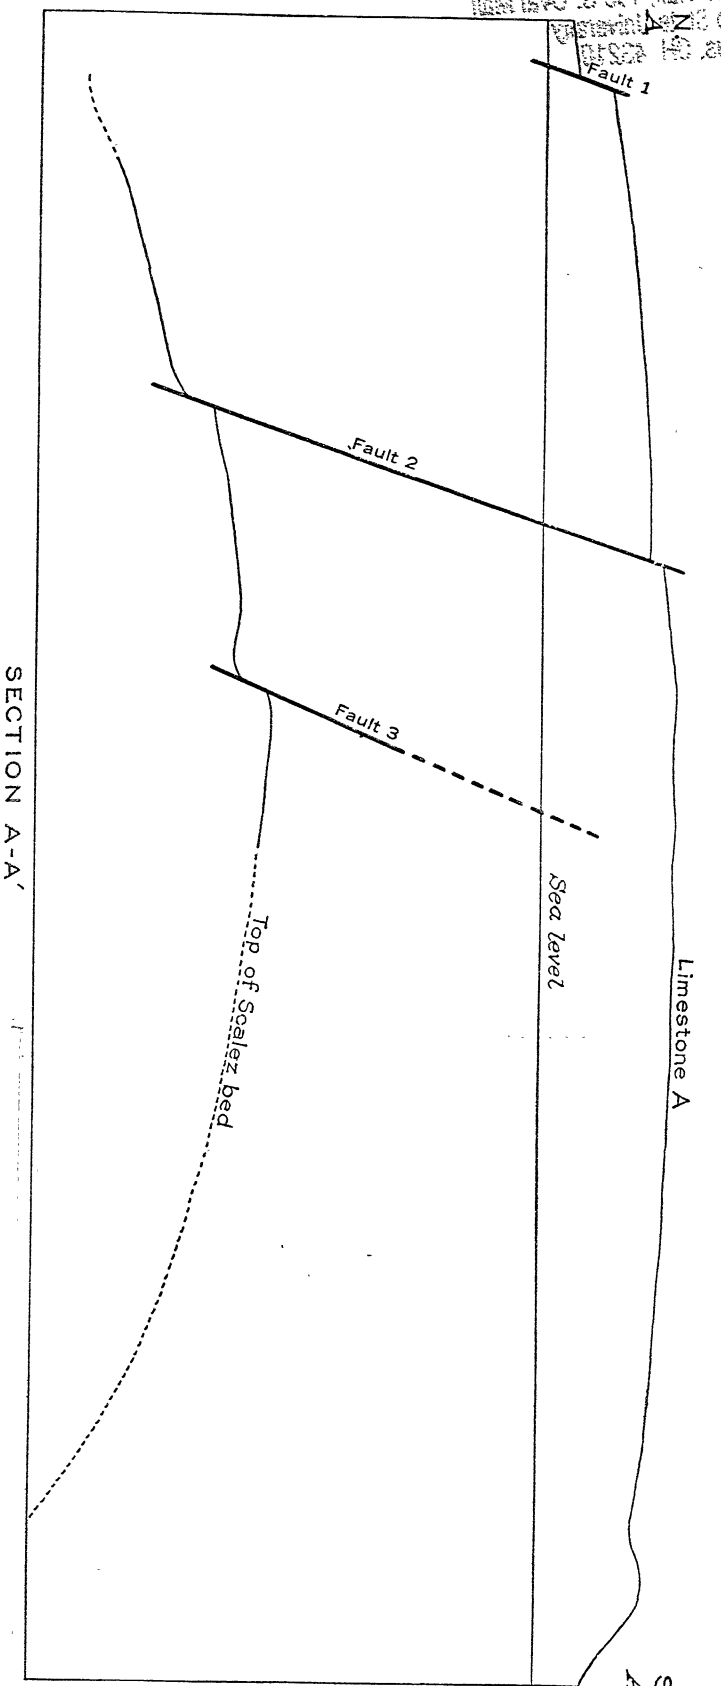 N.
A
Fault 1
Limestone A
Sea level
Fault 2
Fault 3
Top of Scalez bed
S
A
SECTION A-A′